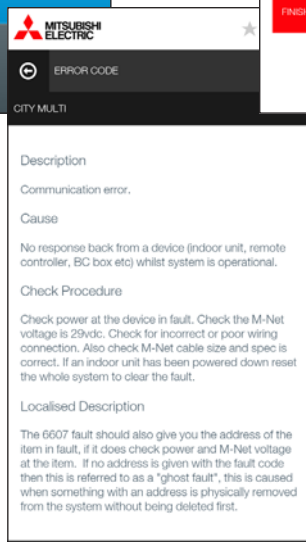 FINIS
MITSUBISHI
ELECTRIC
ERROR CODE
CITY MULTI
Description
Communication error.
Cause
No response back from a device (indoor unit, remote
controller, BC box etc) whilst system is operational.
Check Procedure
Check power at the device in fault. Check the M-Net
voltage is 29vdc. Check for incorrect or poor wiring
connection. Also check M-Net cable size and spec is
correct. If an indoor unit has been powered down reset
the whole system to clear the fault.
Localised Description
The 6607 fault should also give you the address of the
item in fault, if it does check power and M-Net voltage
at the item. If no address is given with the fault code
then this is referred to as a "ghost fault", this is caused
when something with an address is physically removed
from the system without being deleted first.